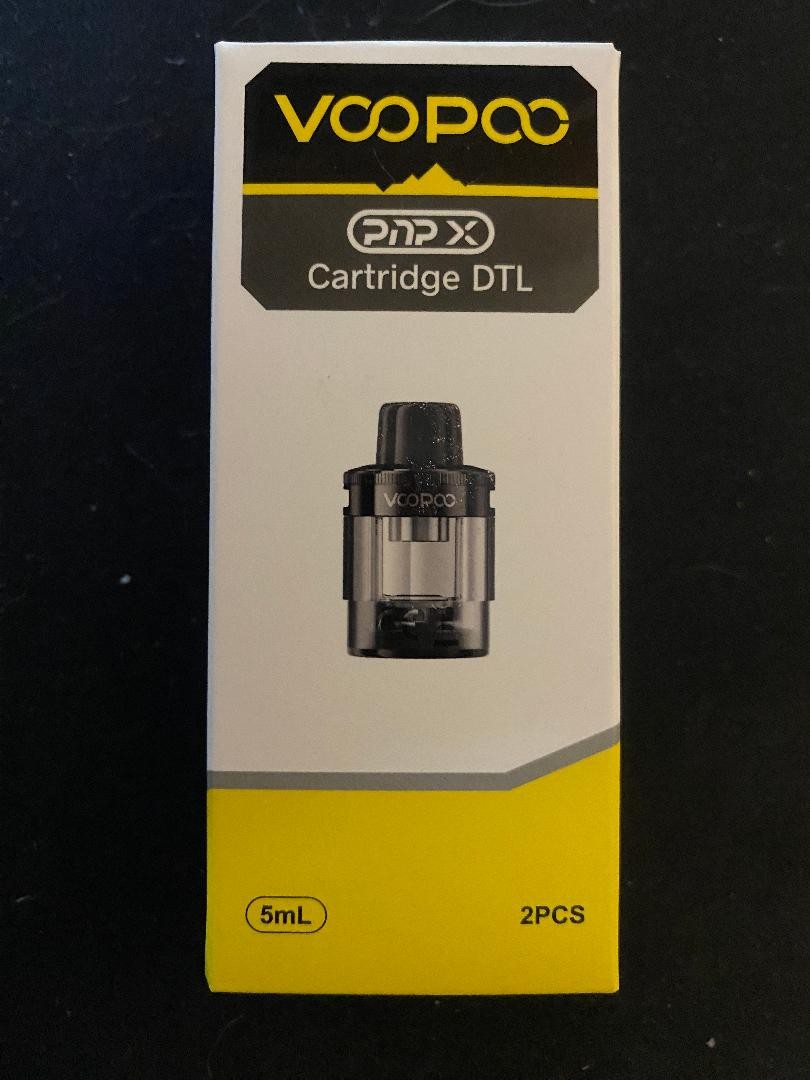 VOOPOO
PNP X
Cartridge DTL
VOOPOO
5mL
2PCS